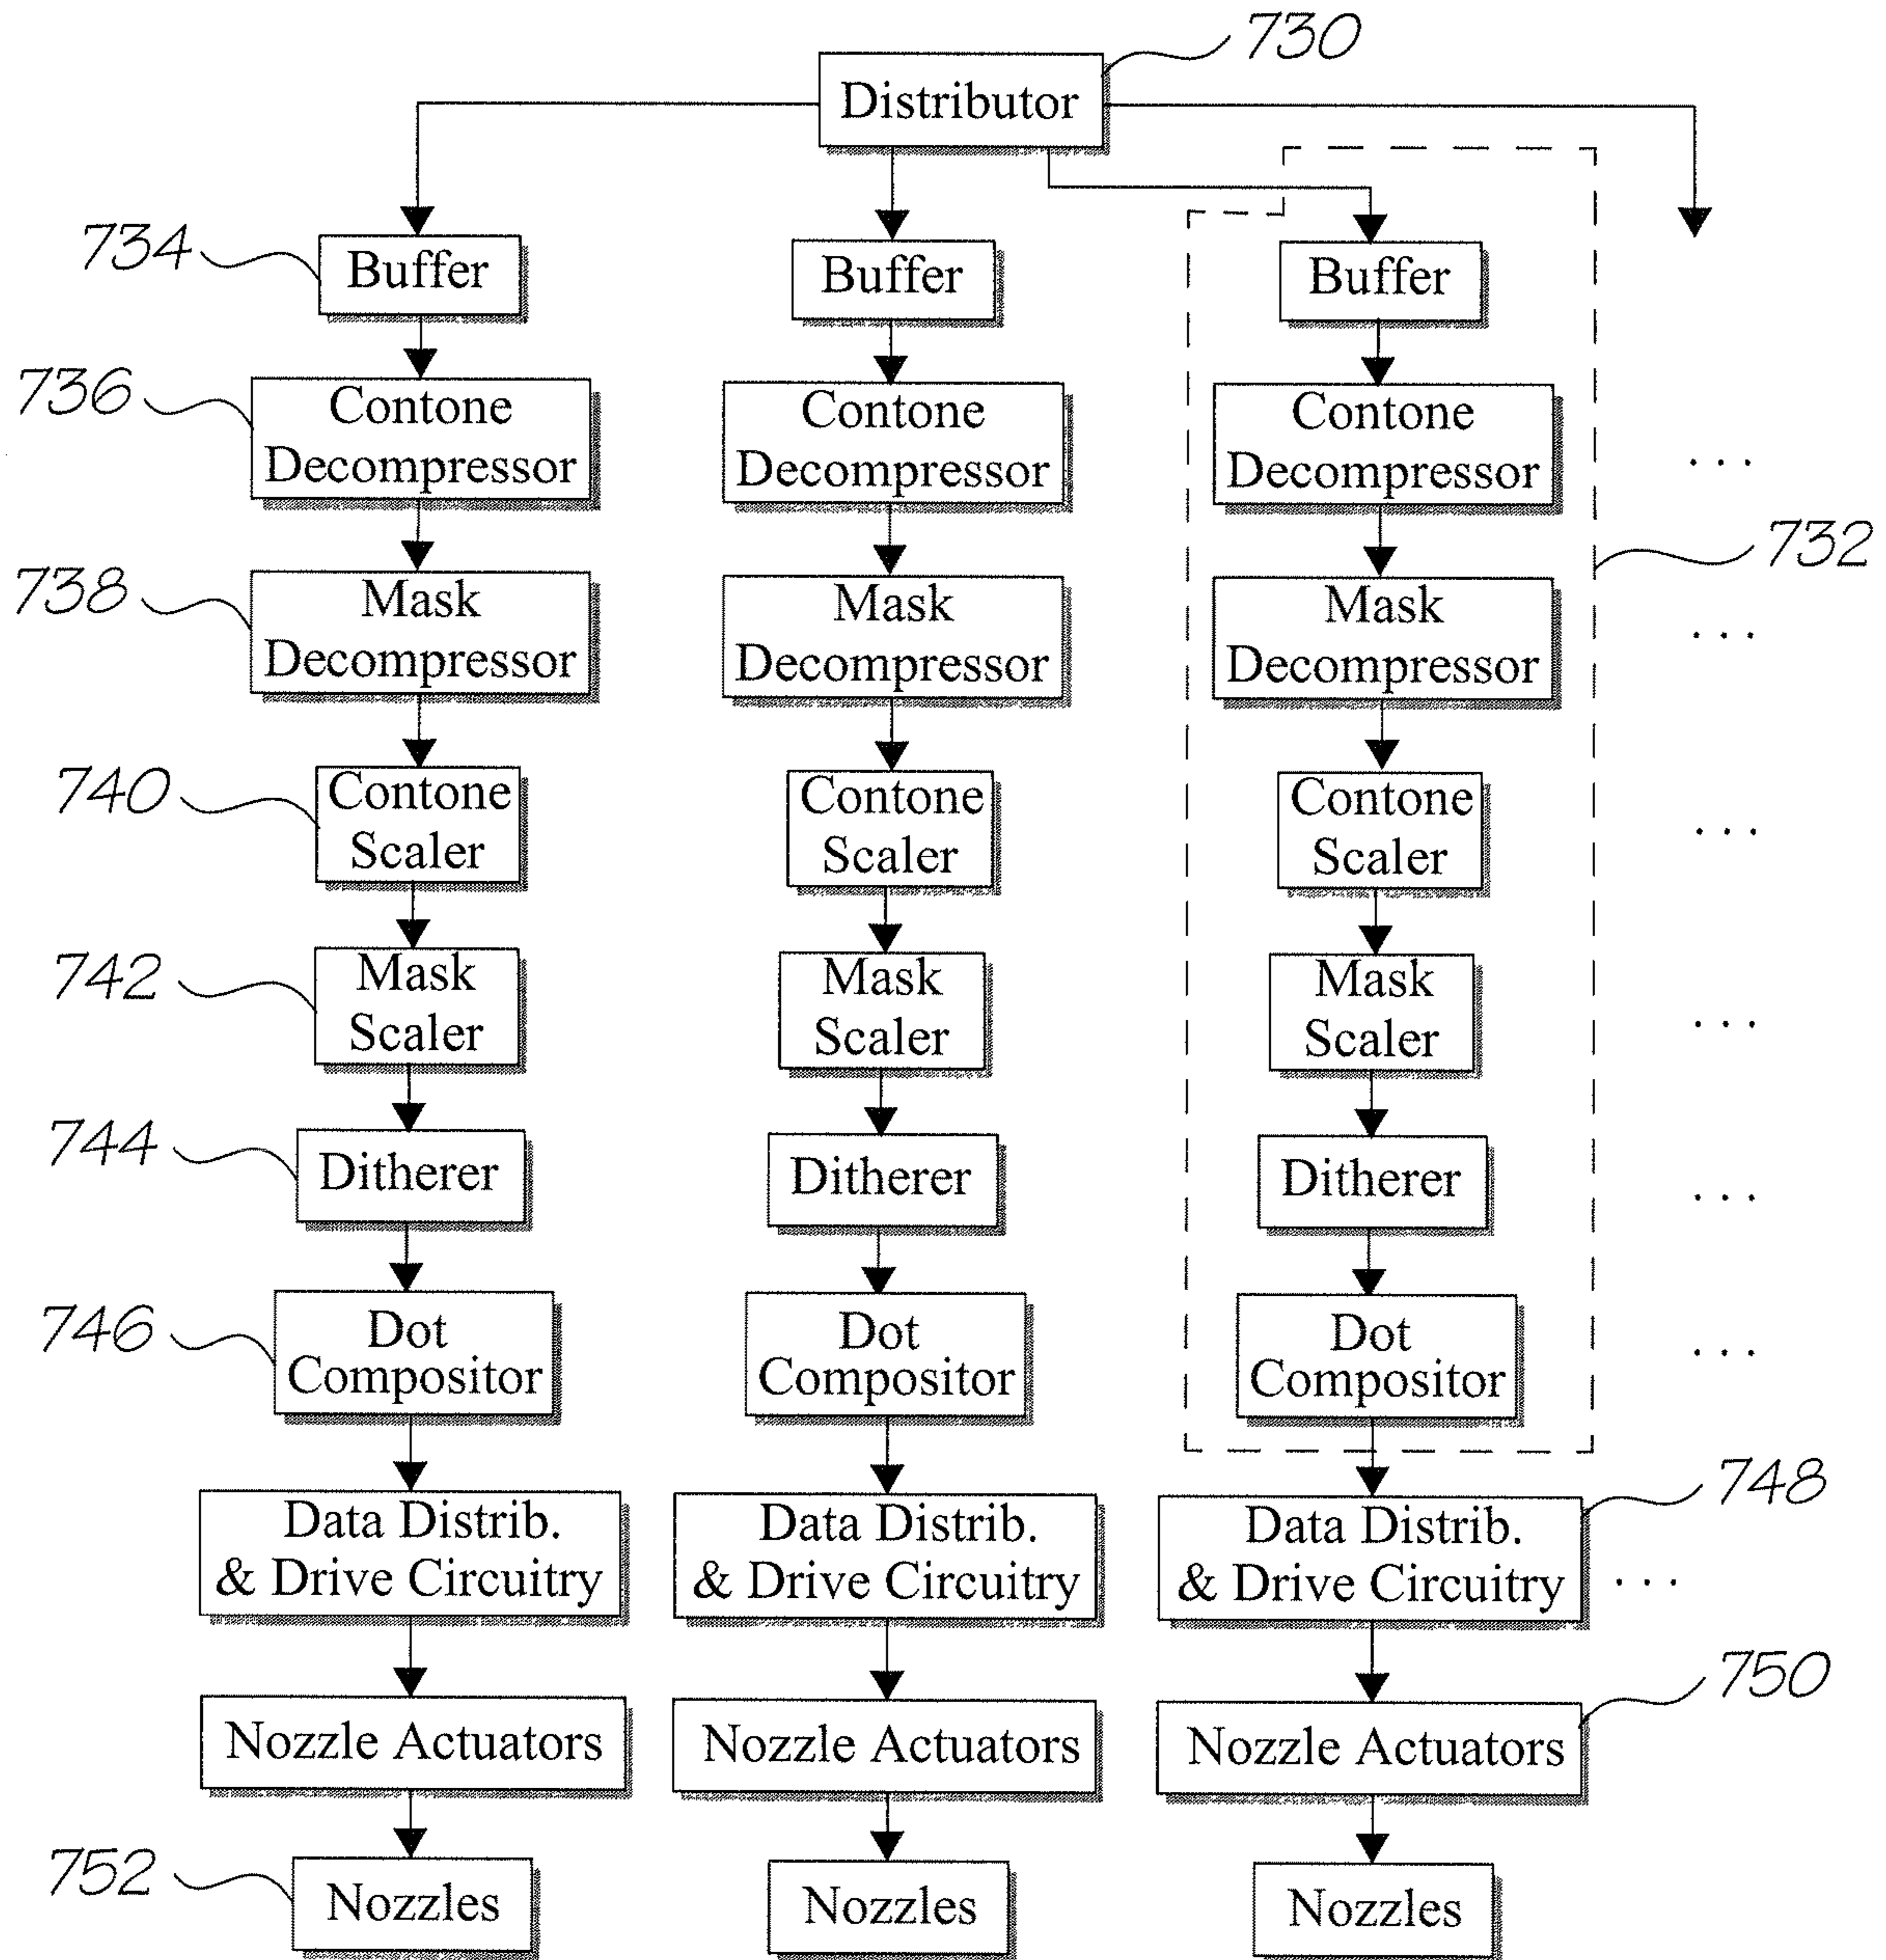 730
Distributor
734
Buffer
Buffer
Buffer
736
Contone
Decompressor
Contone
Decompressor
Contone
Decompressor
...
732
738
Mask
Decompressor
Mask
Decompressor
Mask
Decompressor
...
740
Contone
Scaler
Contone
Scaler
Contone
Scaler
...
742
Mask
Scaler
Mask
Scaler
Mask
Scaler
...
744
Ditherer
Ditherer
Ditherer
...
746
Dot
Compositor
Dot
Compositor
Dot
Compositor
...
748
Data Distrib.
& Drive Circuitry
Data Distrib.
& Drive Circuitry
Data Distrib.
& Drive Circuitry
...
750
Nozzle Actuators
Nozzle Actuators
Nozzle Actuators
752
Nozzles
Nozzles
Nozzles